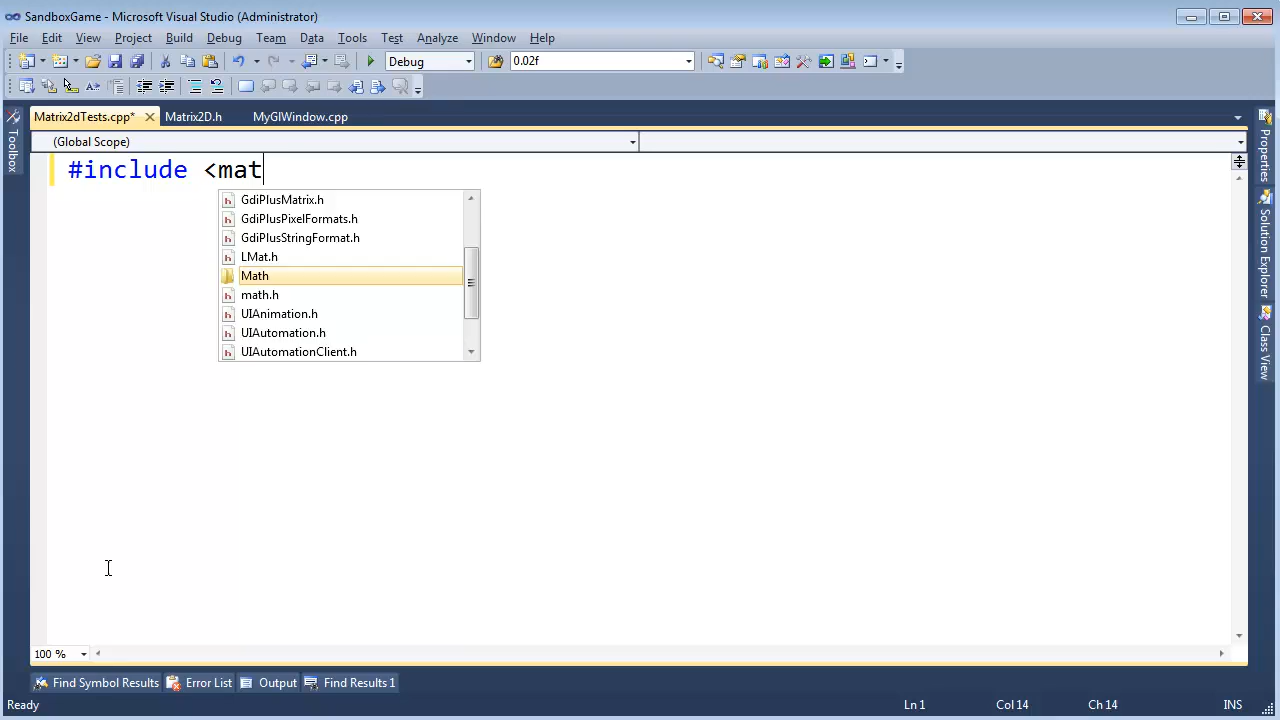 SandboxGame - Microsoft Visual Studio (Administrator)
File Edit View Project Build Debug Team Data Tools Test Analyze Window Help
Debug 0.02f
Matrix2dTests.cpp* Matrix2D.h MyGlWindow.cpp
(Global Scope)
#include <mat
GdiPlusMatrix.h
GdiPlusPixelFormats.h
GdiPlusStringFormat.h
LMat.h
Math
math.h
UIAnimation.h
UIAutomation.h
UIAutomationClient.h
Toolbox
Properties
Solution Explorer
Class View
100 %
Find Symbol Results Error List Output Find Results 1
Ready Ln 1 Col 14 Ch 14 INS